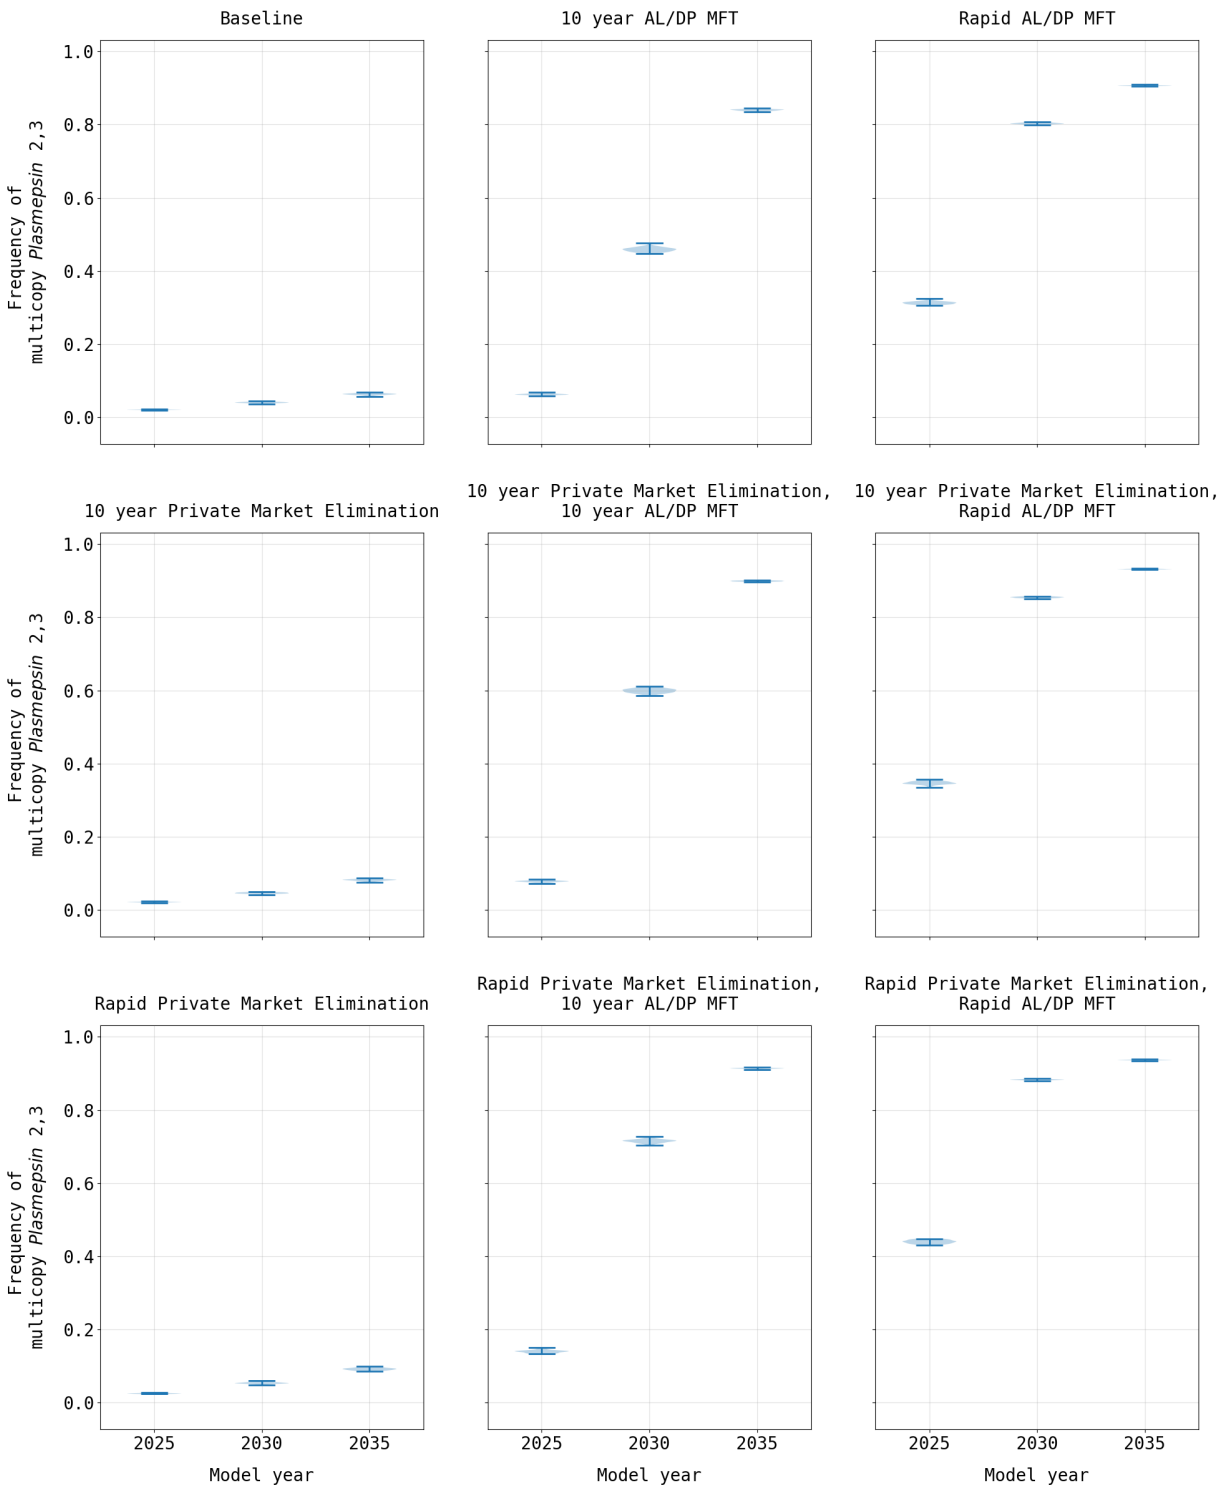 Baseline
10 year AL/DP MFT
Rapid AL/DP MFT
Frequency of
multicopy Plasmepsin 2,3
1.0
0.8
0.6
0.4
0.2
0.0
10 year Private Market Elimination
10 year Private Market Elimination,
10 year AL/DP MFT
10 year Private Market Elimination,
Rapid AL/DP MFT
Frequency of
multicopy Plasmepsin 2,3
1.0
0.8
0.6
0.4
0.2
0.0
Rapid Private Market Elimination
Rapid Private Market Elimination,
10 year AL/DP MFT
Rapid Private Market Elimination,
Rapid AL/DP MFT
Frequency of
multicopy Plasmepsin 2,3
1.0
0.8
0.6
0.4
0.2
0.0
2025 2030 2035
Model year
2025 2030 2035
Model year
2025 2030 2035
Model year